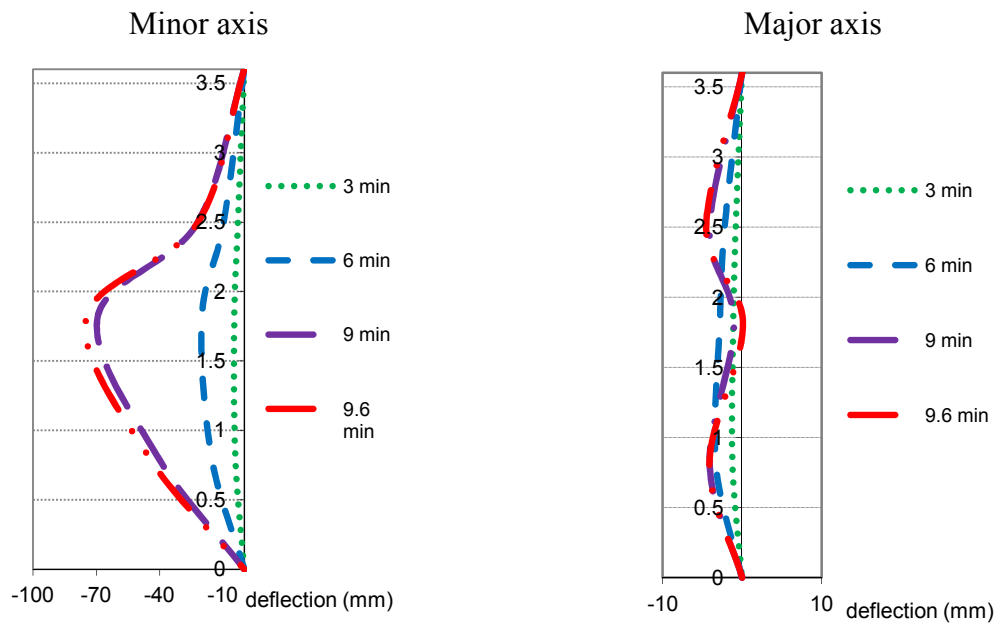 Minor axis
3.5
3
2.5
2
1.5
1
0.5
0
-100 -70 -40 -10
deflection (mm)
3 min
6 min
9 min
9.6
min
Major axis
3.5
3
2.5
2
1.5
1
0.5
0
-10 10
deflection (mm)
3 min
6 min
9 min
9.6 min